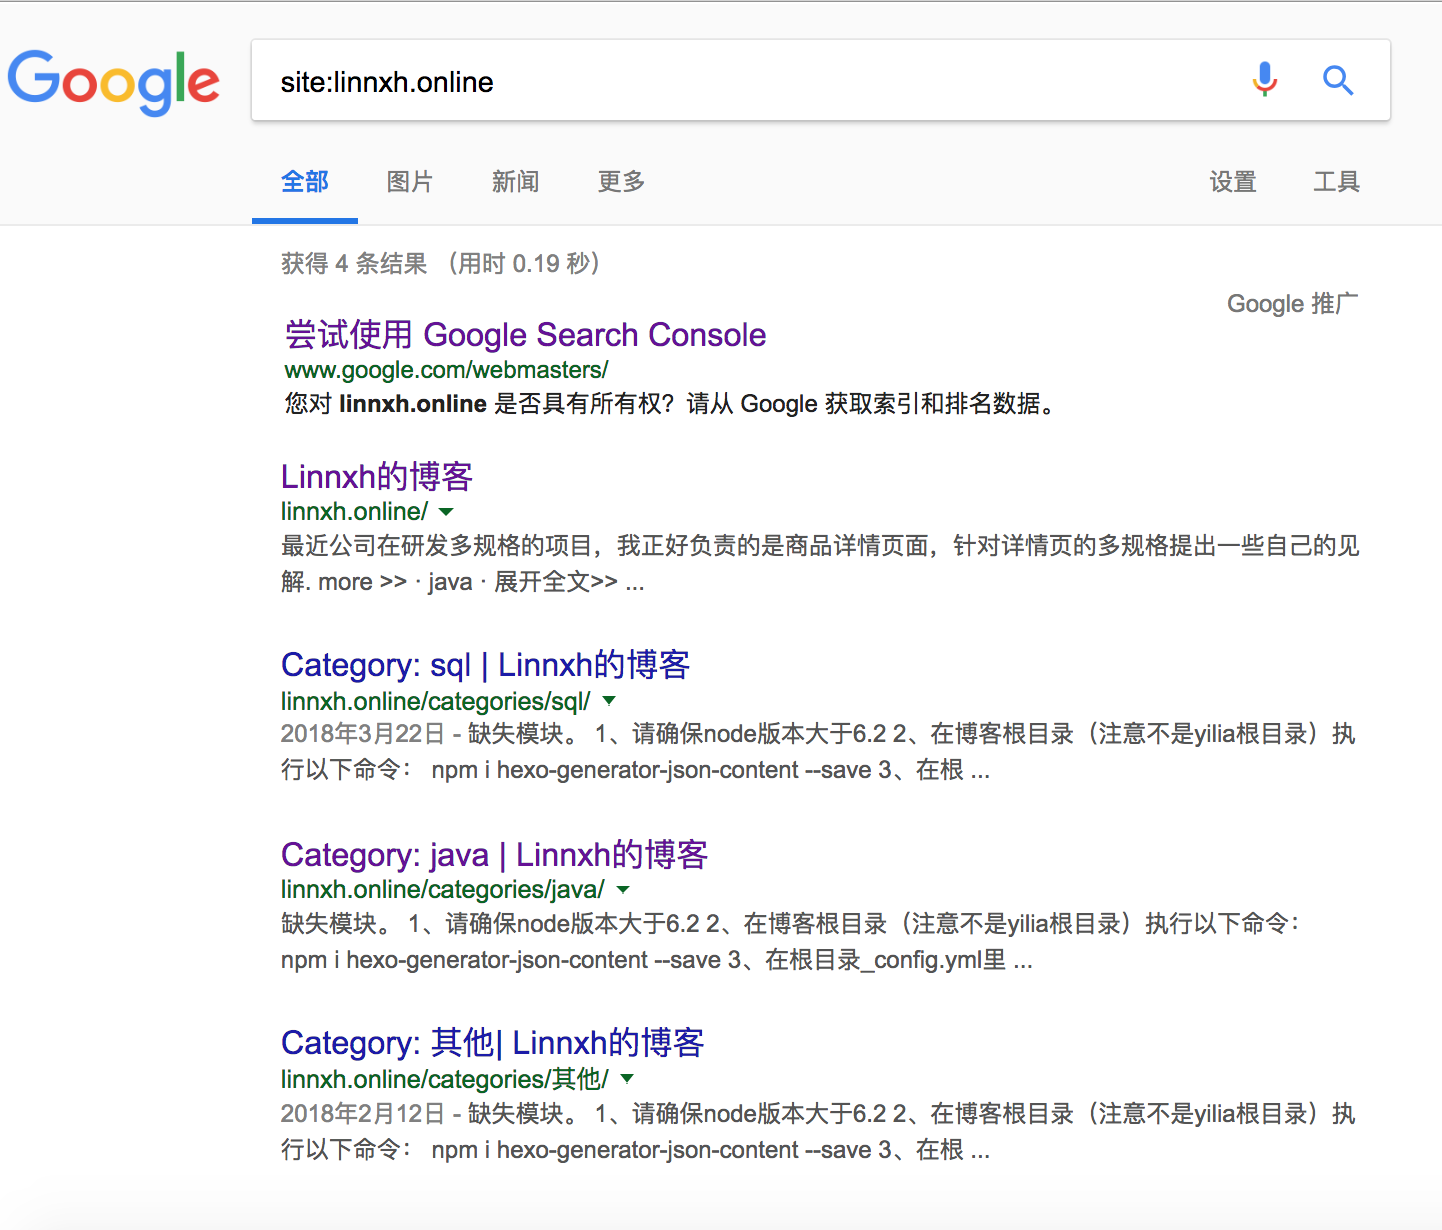 Google
site:linnxh.online
全部 图片 新闻 更多 设置 工具
获得 4 条结果 （用时 0.19 秒）
Google 推广
尝试使用 Google Search Console
www.google.com/webmasters/
您对 linnxh.online 是否具有所有权？请从 Google 获取索引和排名数据。
Linnxh的博客
linnxh.online/
最近公司在研发多规格的项目，我正好负责的是商品详情页面，针对详情页的多规格提出一些自己的见
解. more >> · java · 展开全文>> ...
Category: sql | Linnxh的博客
linnxh.online/categories/sql/
2018年3月22日 - 缺失模块。 1、请确保node版本大于6.2 2、在博客根目录（注意不是yilia根目录）执
行以下命令： npm i hexo-generator-json-content --save 3、在根 ...
Category: java | Linnxh的博客
linnxh.online/categories/java/
缺失模块。 1、请确保node版本大于6.2 2、在博客根目录（注意不是yilia根目录）执行以下命令：
npm i hexo-generator-json-content --save 3、在根目录_config.yml里 ...
Category: 其他| Linnxh的博客
linnxh.online/categories/其他/
2018年2月12日 - 缺失模块。 1、请确保node版本大于6.2 2、在博客根目录（注意不是yilia根目录）执
行以下命令： npm i hexo-generator-json-content --save 3、在根 ...